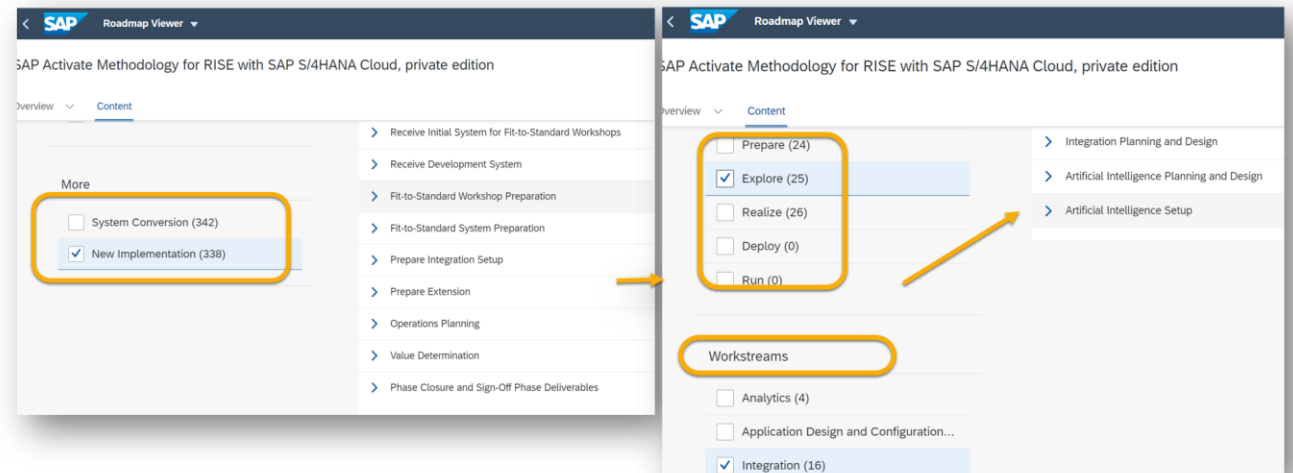 SAP Roadmap Viewer
SAP Activate Methodology for RISE with SAP S/4HANA Cloud, private edition
Overview Content
More
System Conversion (342)
New Implementation (338)
Receive Initial System for Fit-to-Standard Workshops
Receive Development System
Fit-to-Standard Workshop Preparation
Fit-to-Standard System Preparation
Prepare Integration Setup
Prepare Extension
Operations Planning
Value Determination
Phase Closure and Sign-Off Phase Deliverables
SAP Roadmap Viewer
SAP Activate Methodology for RISE with SAP S/4HANA Cloud, private edition
Overview Content
Prepare (24)
Explore (25)
Realize (26)
Deploy (0)
Run (0)
Workstreams
Analytics (4)
Application Design and Configuration...
Integration (16)
Integration Planning and Design
Artificial Intelligence Planning and Design
Artificial Intelligence Setup